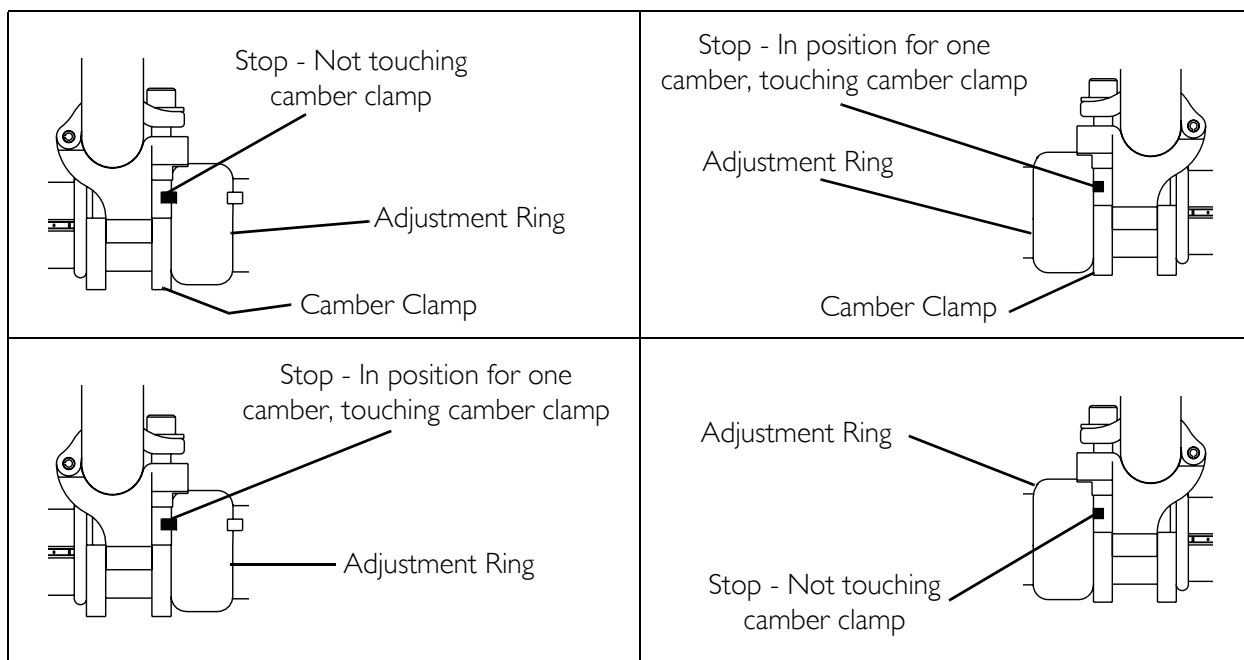 Stop - Not touching
camber clamp
Adjustment Ring
Camber Clamp
Stop - In position for one
camber, touching camber clamp
Adjustment Ring
Camber Clamp
Stop - In position for one
camber, touching camber clamp
Adjustment Ring
Adjustment Ring
Stop - Not touching
camber clamp